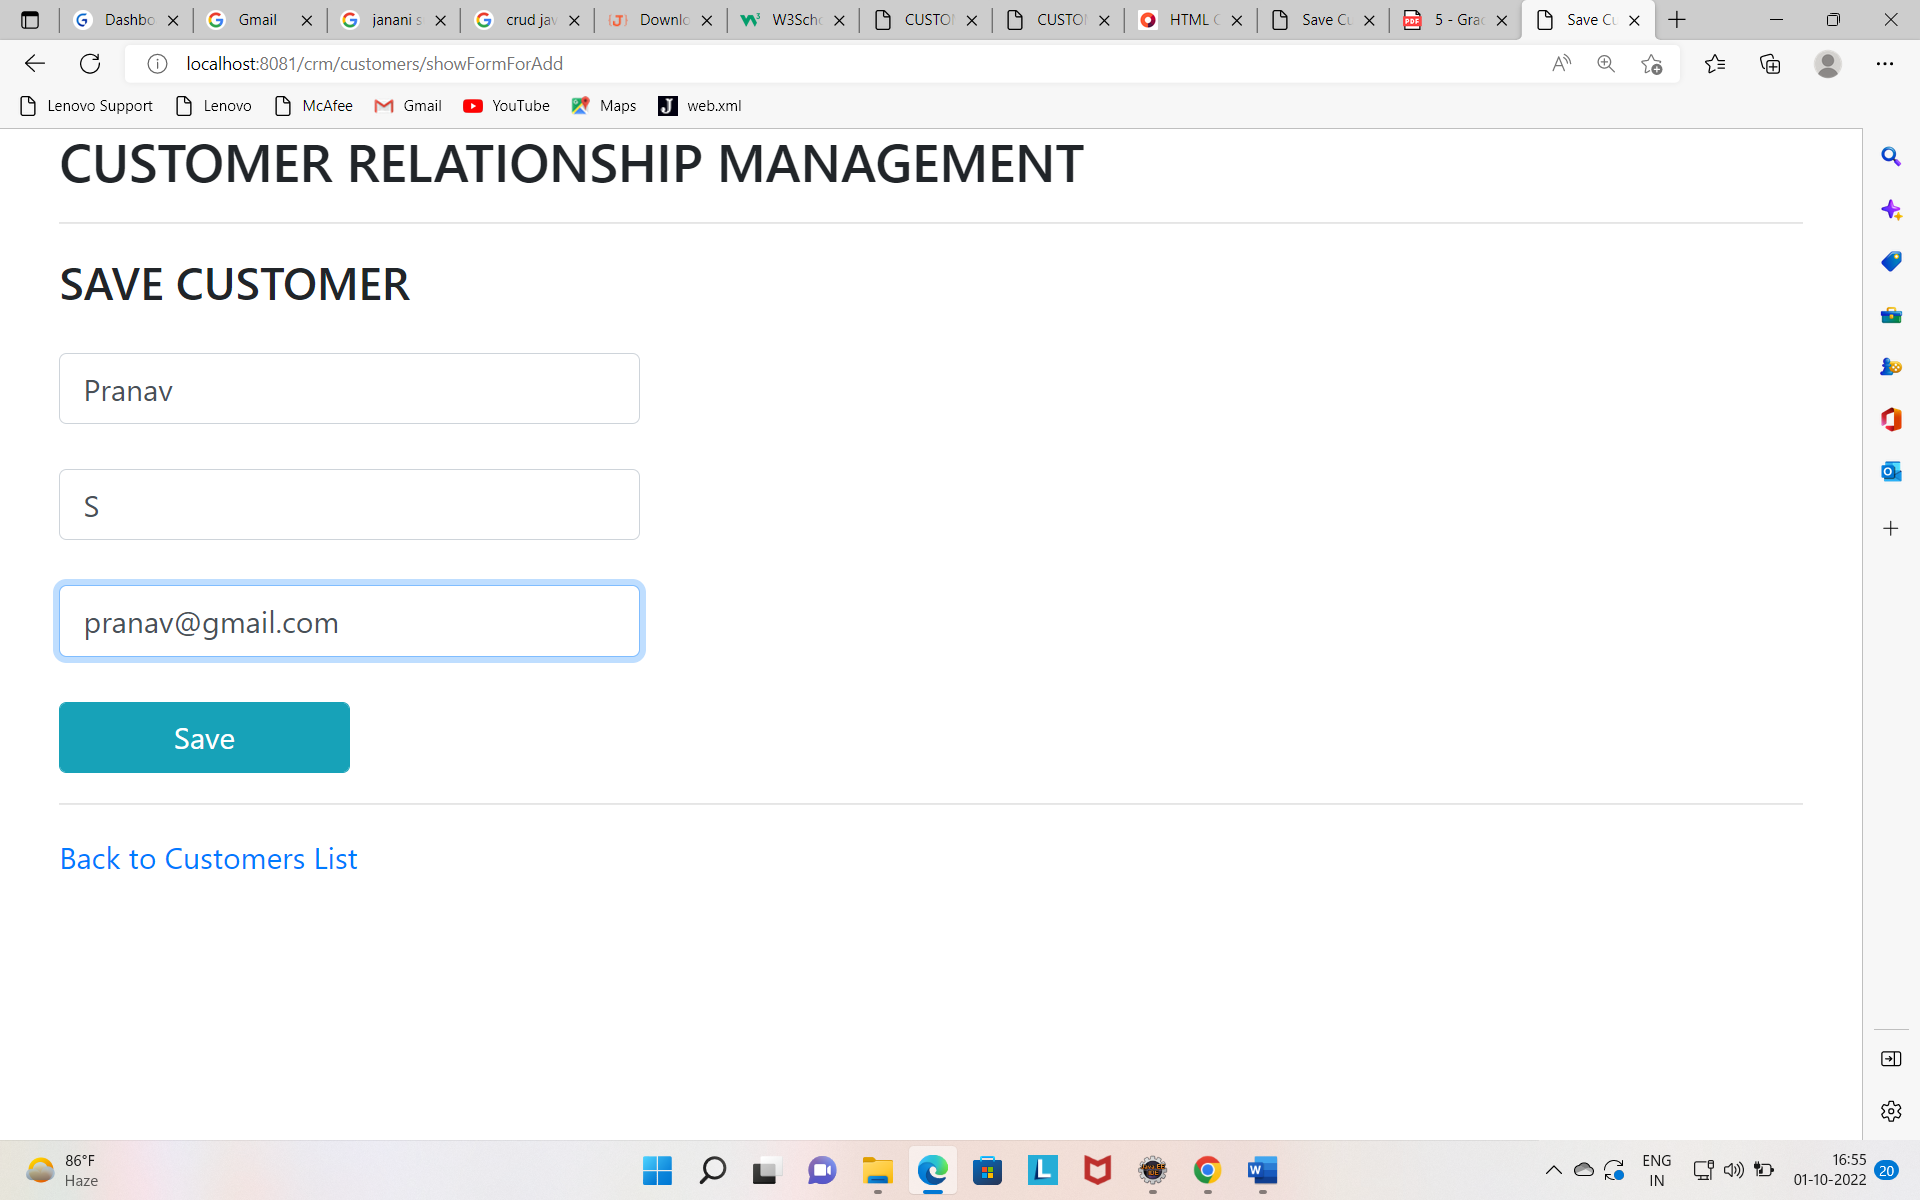 Dashbo
Gmail
janani s
crud jav
Downlo
W3Scho
CUSTO
CUSTO
HTML
Save Cu
5 - Grad
Save Cu
localhost:8081/crm/customers/showFormForAdd
Lenovo Support
Lenovo
McAfee
Gmail
YouTube
Maps
web.xml
CUSTOMER RELATIONSHIP MANAGEMENT
SAVE CUSTOMER
Pranav
S
pranav@gmail.com
Save
Back to Customers List
86°F
Haze
ENG
IN
16:55
01-10-2022
20